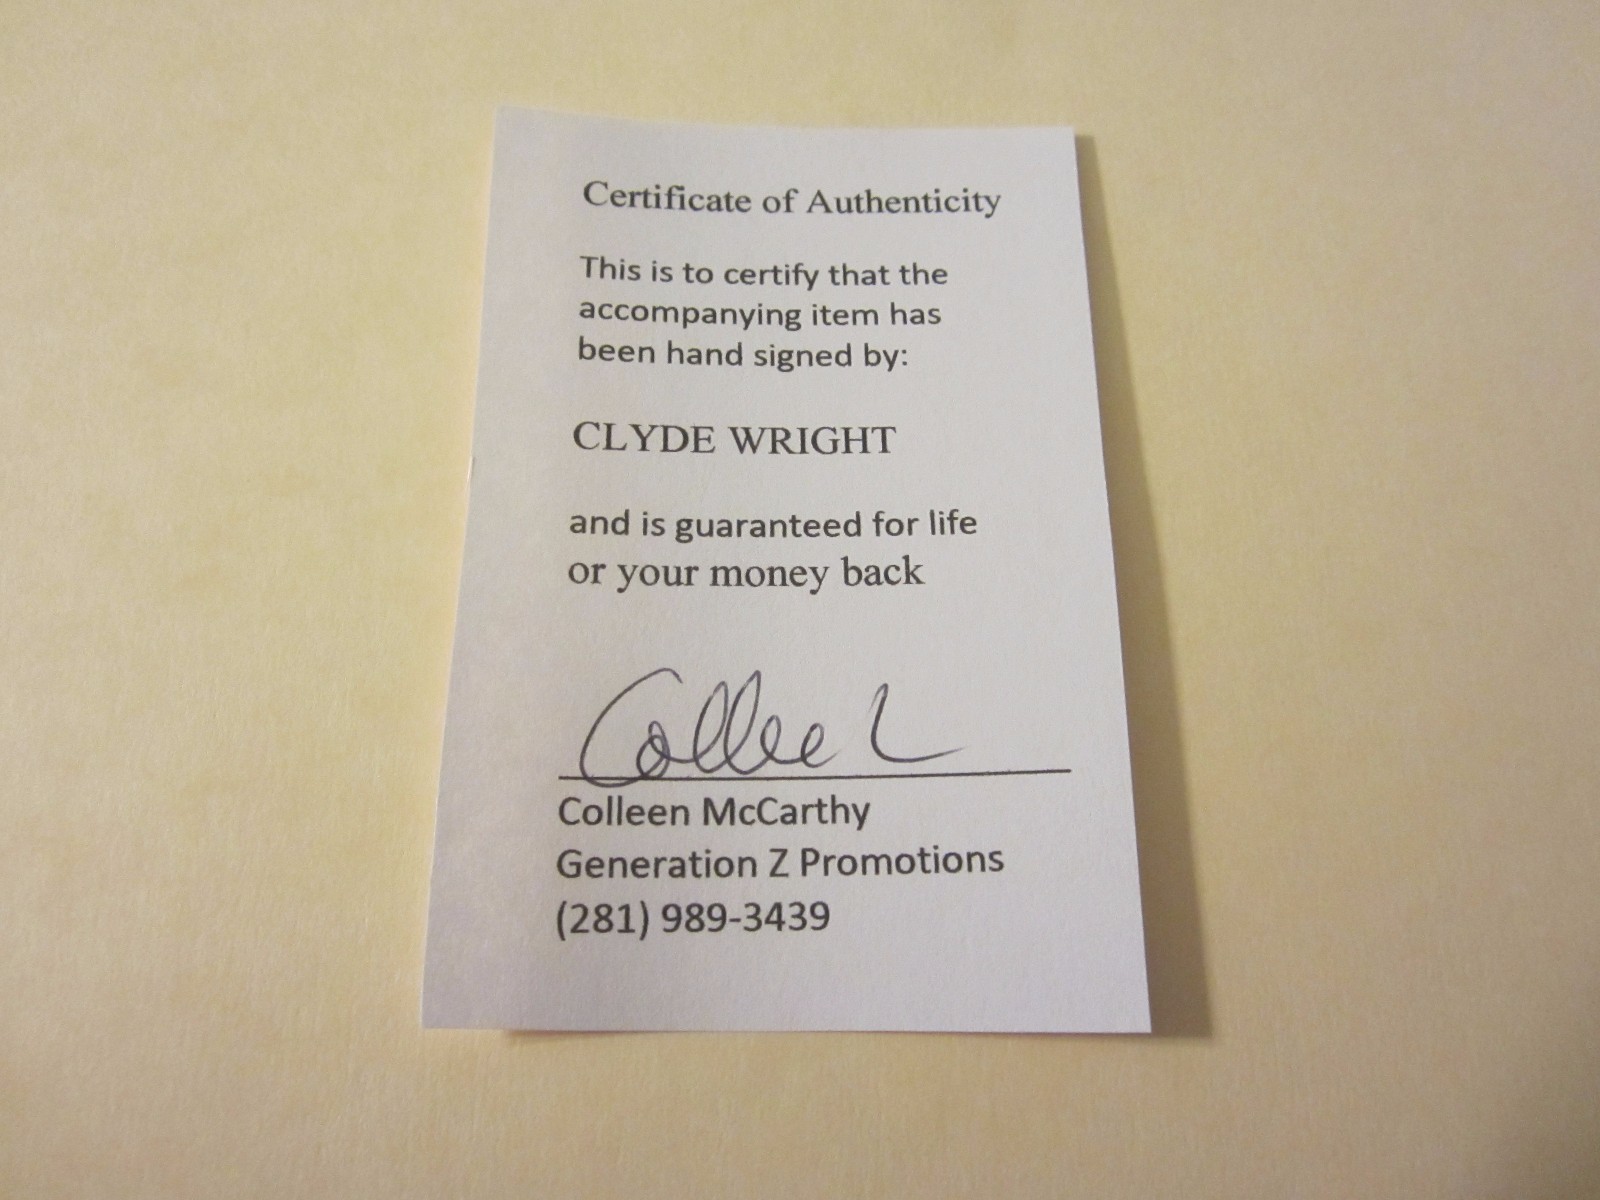 Certificate of Authenticity
This is to certify that the
accompanying item has
been hand signed by:
CLYDE WRIGHT
and is guaranteed for life
or your money back
Colleen McCarthy
Generation Z Promotions
(281) 989-3439